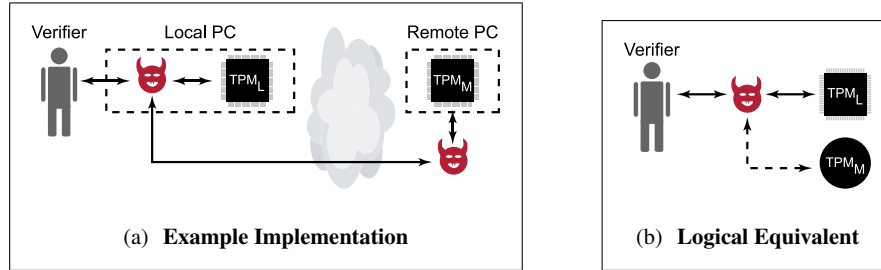 Verifier Local PC Remote PC
TPM_L TPM_M
(a) Example Implementation
Verifier
TPM_L
TPM_M
(b) Logical Equivalent